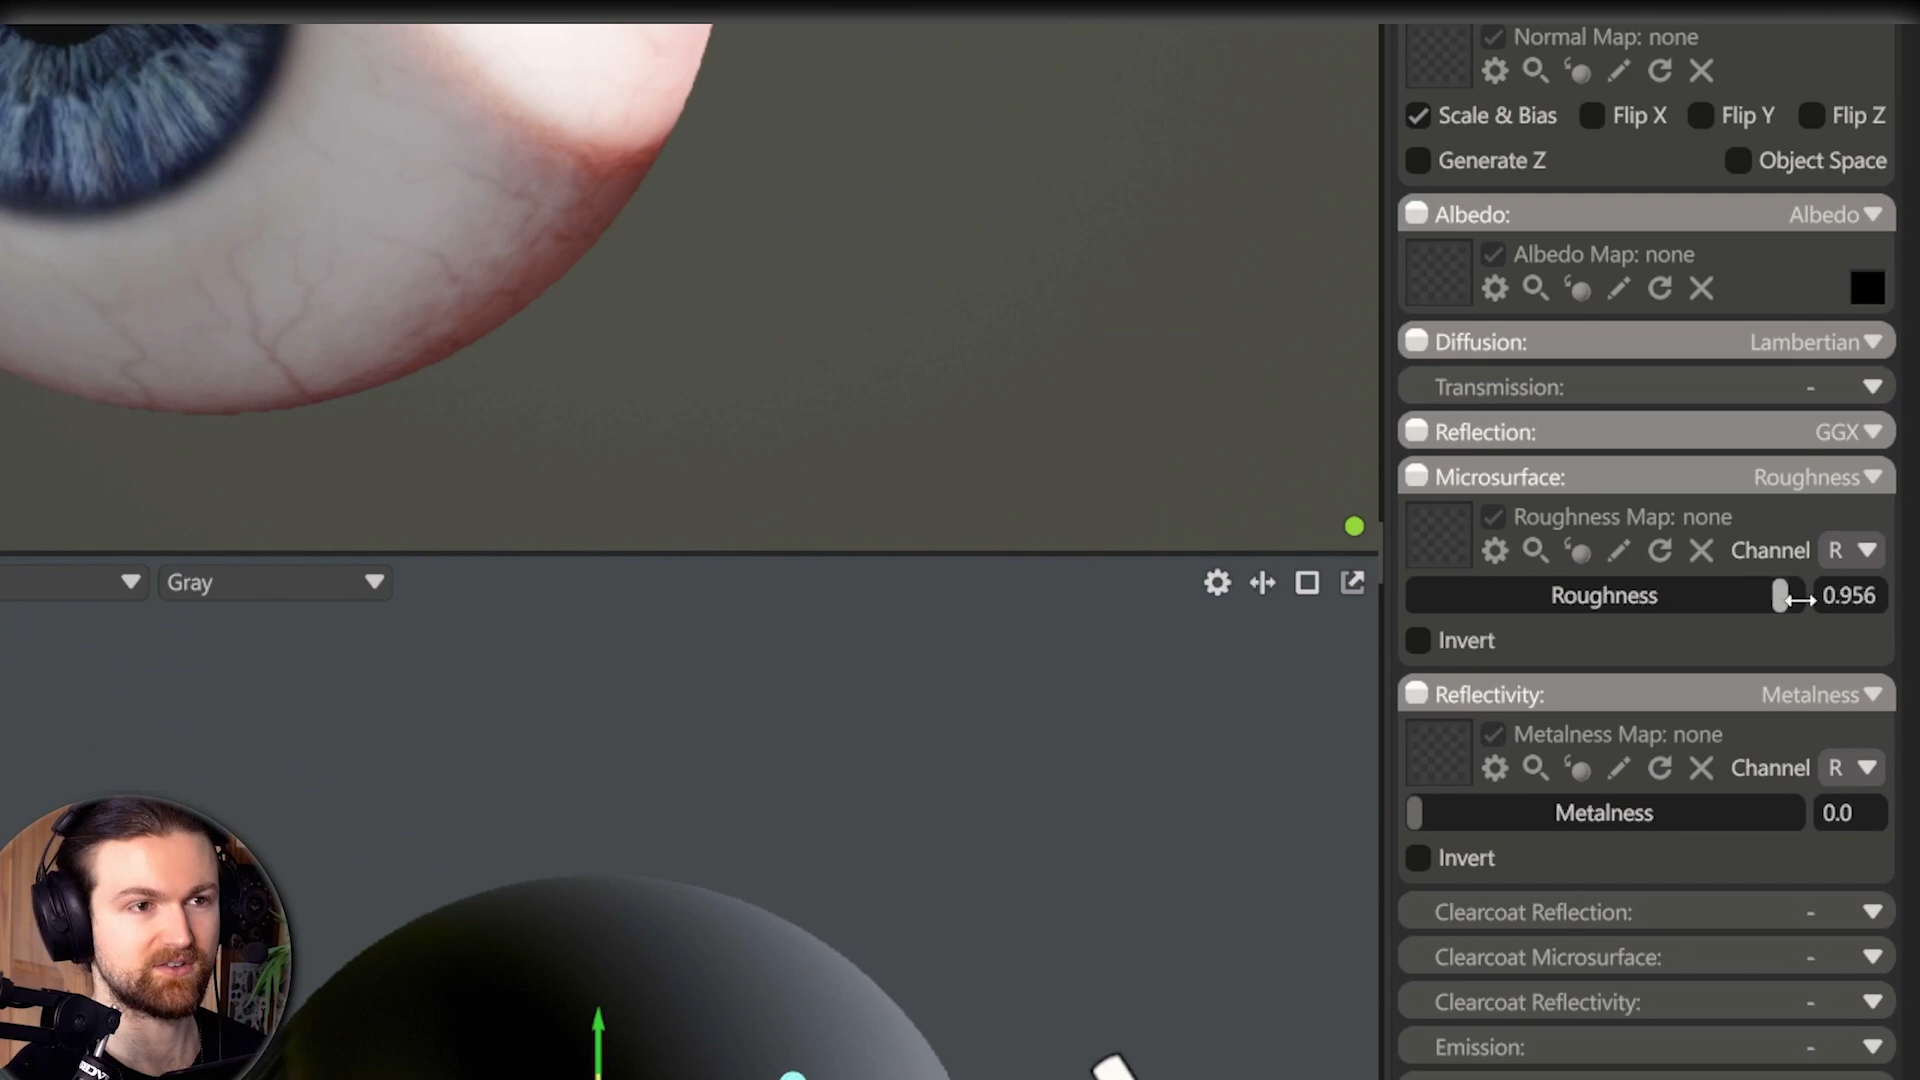 Normal Map: none
Scale & Bias Flip X Flip Y Flip Z
Generate Z Object Space
Albedo: Albedo
Albedo Map: none
Diffusion: Lambertian
Transmission: -
Reflection: GGX
Microsurface: Roughness
Roughness Map: none
Channel R
Roughness 0.956
Invert
Reflectivity: Metalness
Metalness Map: none
Channel R
Metalness 0.0
Invert
Clearcoat Reflection: -
Clearcoat Microsurface: -
Clearcoat Reflectivity: -
Emission: -
Gray